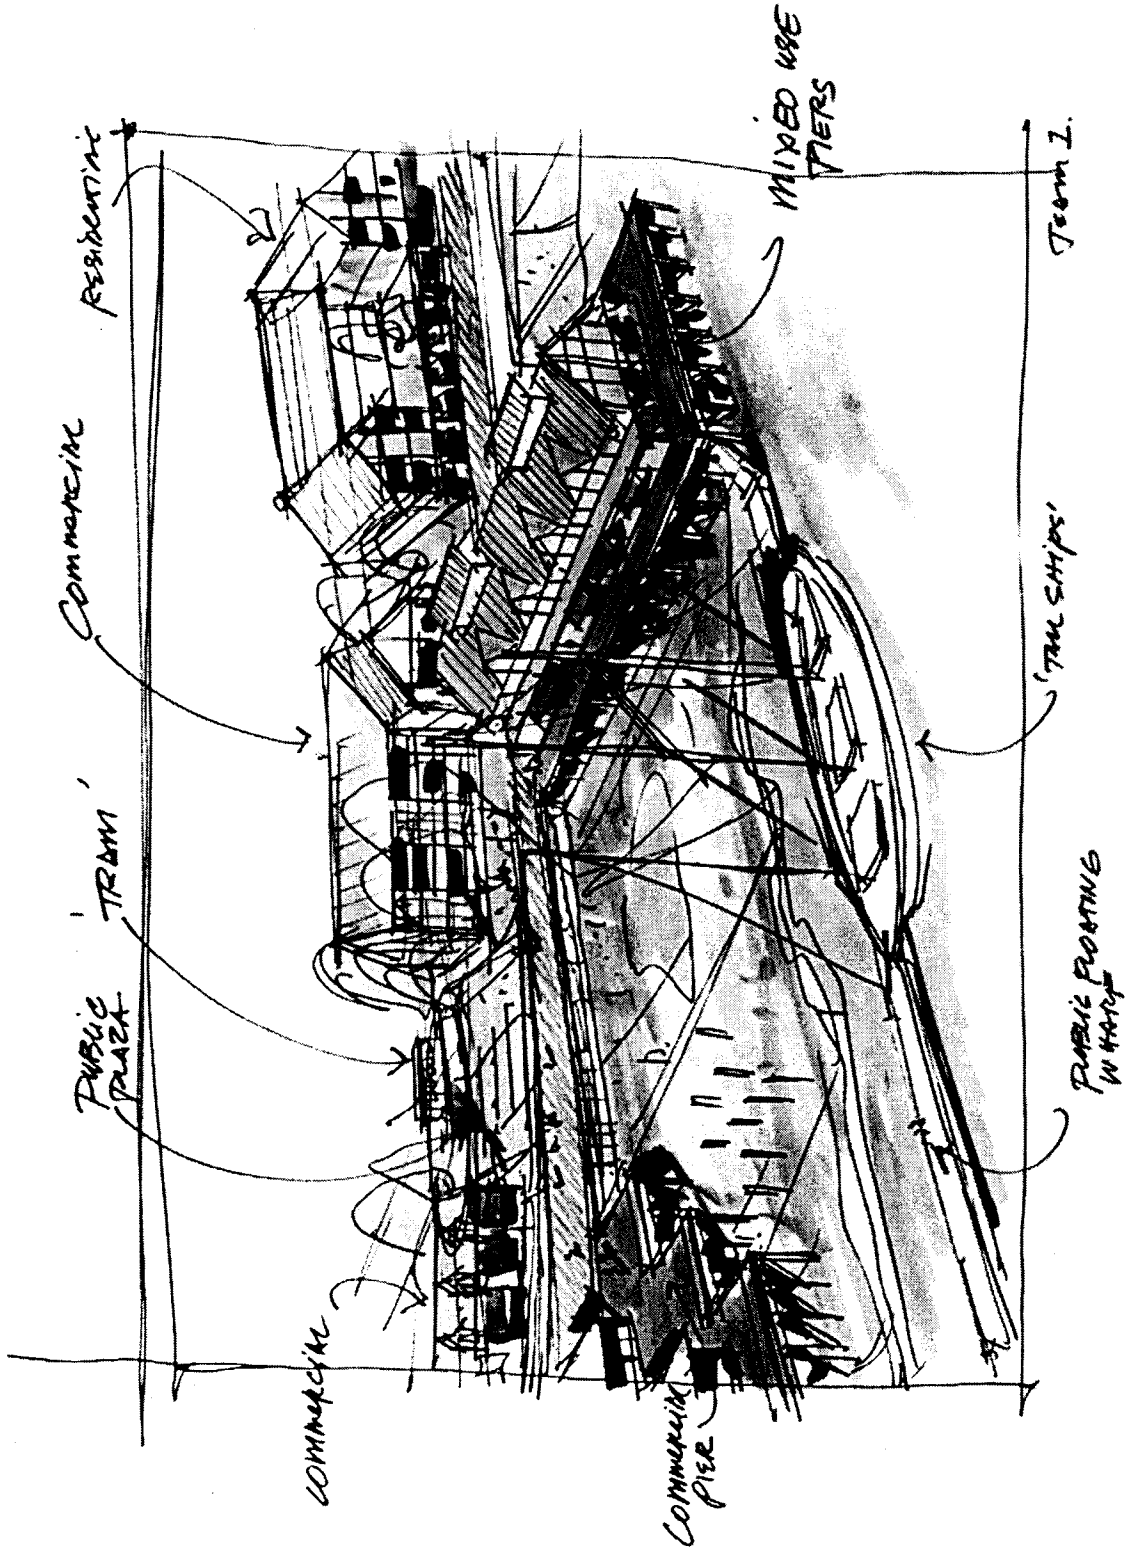 COMMERCIAL
PUBLIC
PLAZA
'TRAM'
COMMERCIAL
RESIDENTIAL
COMMERCIAL
PIER
PUBLIC FLOATING
WHARF
'TALL SHIPS'
MIXED USE
PIERS
TEAM 1.